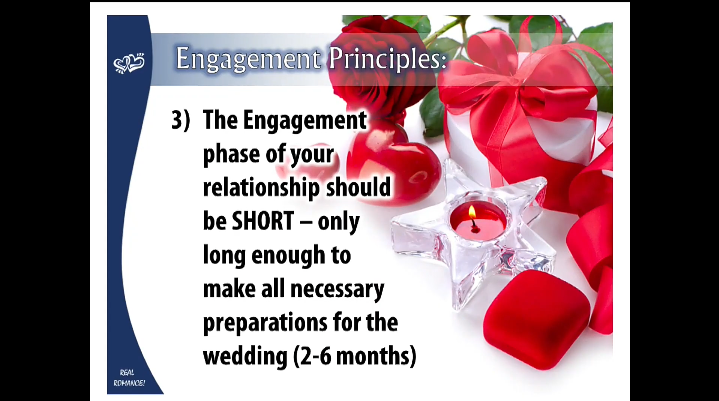 Engagement Principles:
3) The Engagement
phase of your
relationship should
be SHORT – only
long enough to
make all necessary
preparations for the
wedding (2-6 months)
REAL
ROMANCE!